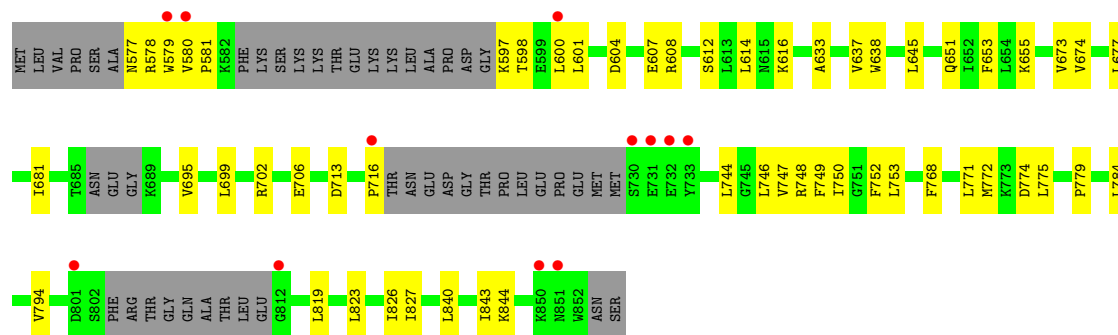 MET LEU VAL PRO SER ALA N577 R578 W579 V580 P581 K582 PHE LYS SER LYS LYS THR GLU LYS LYS LEU ALA PRO ASP GLY K597 T598 E599 L600 L601 D604 E607 R608 S612 L613 L614 N615 K616 A633 V637 W638 L645 Q651 I652 F653 L654 K655 V673 V674 L677
I681 T685 ASN GLU GLY K689 V695 L699 R702 E706 D713 P716 THR ASN GLU ASP GLY THR PRO LEU GLU PRO GLU MET MET S730 E731 E732 Y733 L744 G745 L746 V747 R748 F749 I750 G751 F752 L753 F768 L771 M772 K773 D774 L775 P779
V794 D801 S802 PHE ARG THR GLY GLN ALA THR LEU GLU G812 L819 L823 I826 I827 L840 I843 K844 K850 N851 W852 ASN SER